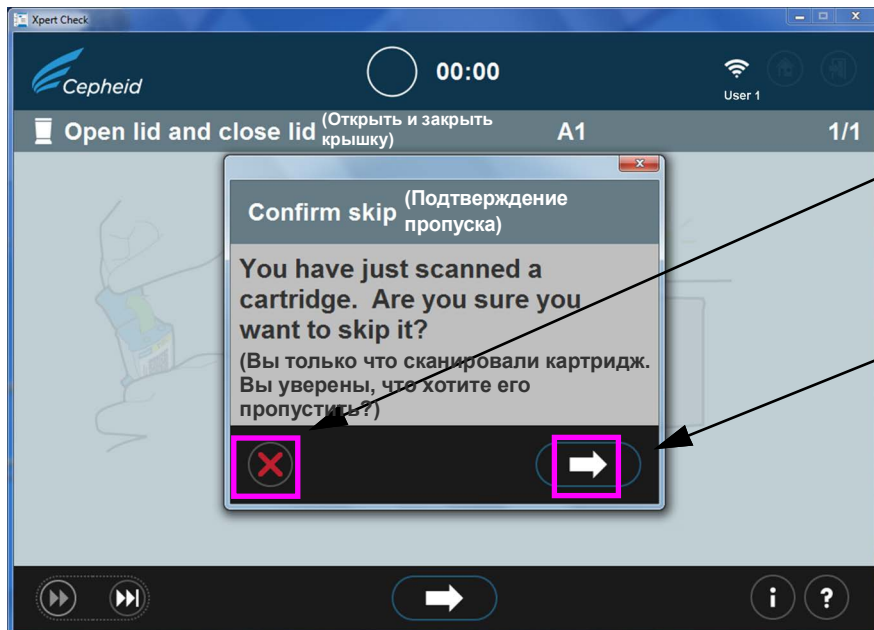 Xpert Check
Cepheid
00:00
User 1
Open lid and close lid (Открыть и закрыть крышку) A1 1/1
Confirm skip (Подтверждение пропуска)
You have just scanned a
cartridge. Are you sure you
want to skip it?
(Вы только что сканировали картридж.
Вы уверены, что хотите его
пропустить?)
i ?